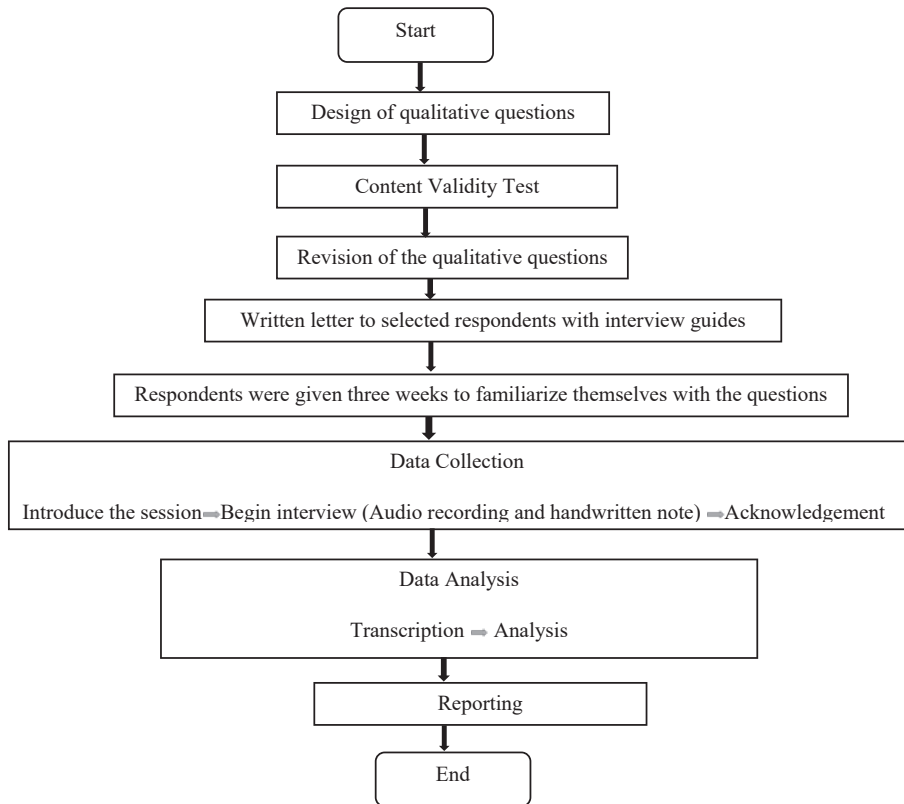 Start
Design of qualitative questions
Content Validity Test
Revision of the qualitative questions
Written letter to selected respondents with interview guides
Respondents were given three weeks to familiarize themselves with the questions
Data Collection
Introduce the session Begin interview (Audio recording and handwritten note) Acknowledgement
Data Analysis
Transcription Analysis
Reporting
End